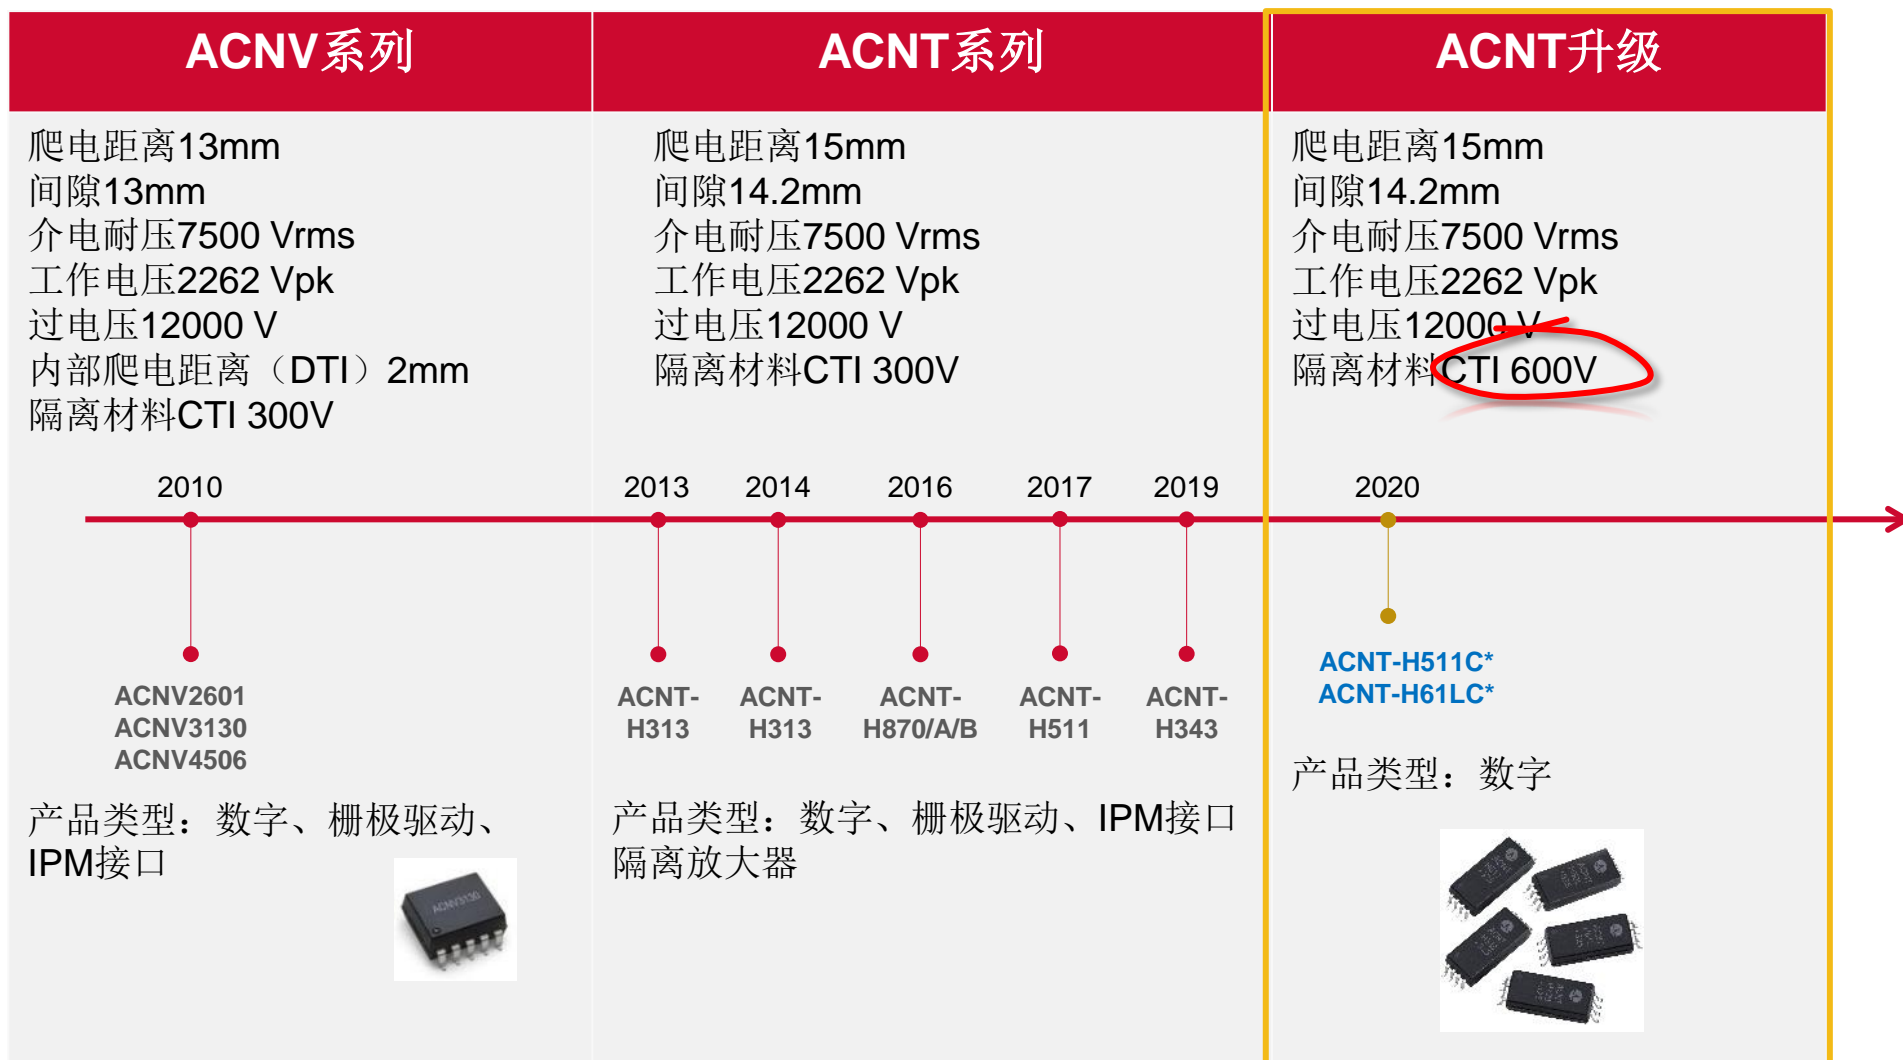 ACNV系列
ACNT系列
ACNT升级
爬电距离13mm
间隙13mm
介电耐压7500 Vrms
工作电压2262 Vpk
过电压12000 V
内部爬电距离（DTI）2mm
隔离材料CTI 300V
爬电距离15mm
间隙14.2mm
介电耐压7500 Vrms
工作电压2262 Vpk
过电压12000 V
隔离材料CTI 300V
爬电距离15mm
间隙14.2mm
介电耐压7500 Vrms
工作电压2262 Vpk
过电压12000 V
隔离材料CTI 600V
2010
2013
2014
2016
2017
2019
2020
ACNV2601
ACNV3130
ACNV4506
ACNT-
H313
ACNT-
H313
ACNT-
H870/A/B
ACNT-
H511
ACNT-
H343
ACNT-H511C*
ACNT-H61LC*
产品类型：数字、栅极驱动、
IPM接口
产品类型：数字、栅极驱动、IPM接口
隔离放大器
产品类型：数字
ACNV3130